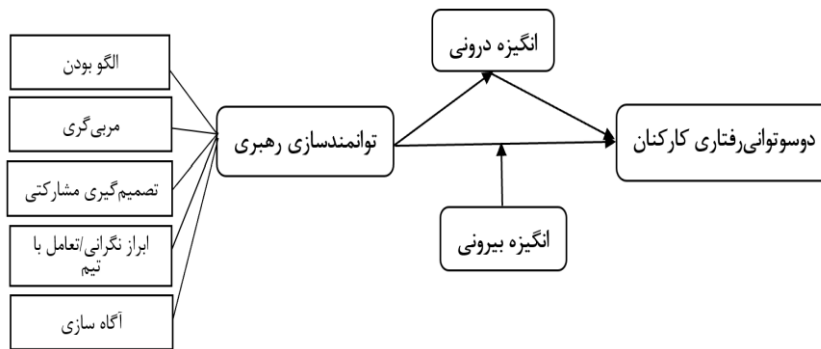 انگیزه درونی
الگو بودن
مربی‌گری
توانمندسازی رهبری
دوسوتوانی‌رفتاری کارکنان
تصمیم‌گیری مشارکتی
انگیزه بیرونی
ابراز نگرانی/تعامل با
تیم
آگاه سازی